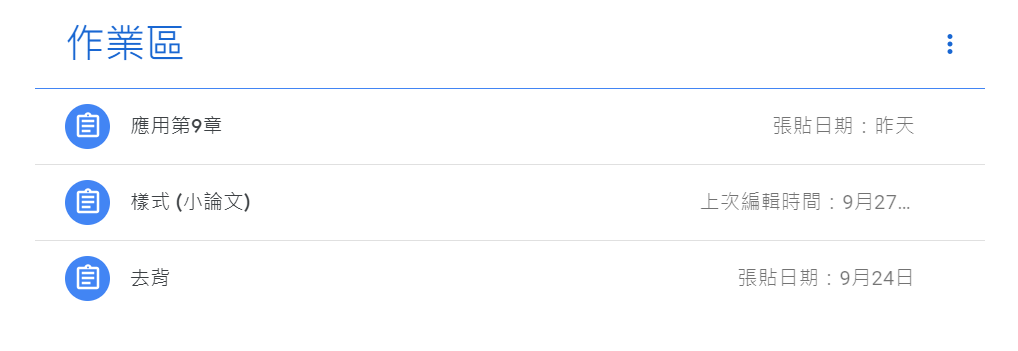 作業區
應用第9章
張貼日期：昨天
樣式 (小論文)
上次編輯時間：9月27...
去背
張貼日期：9月24日